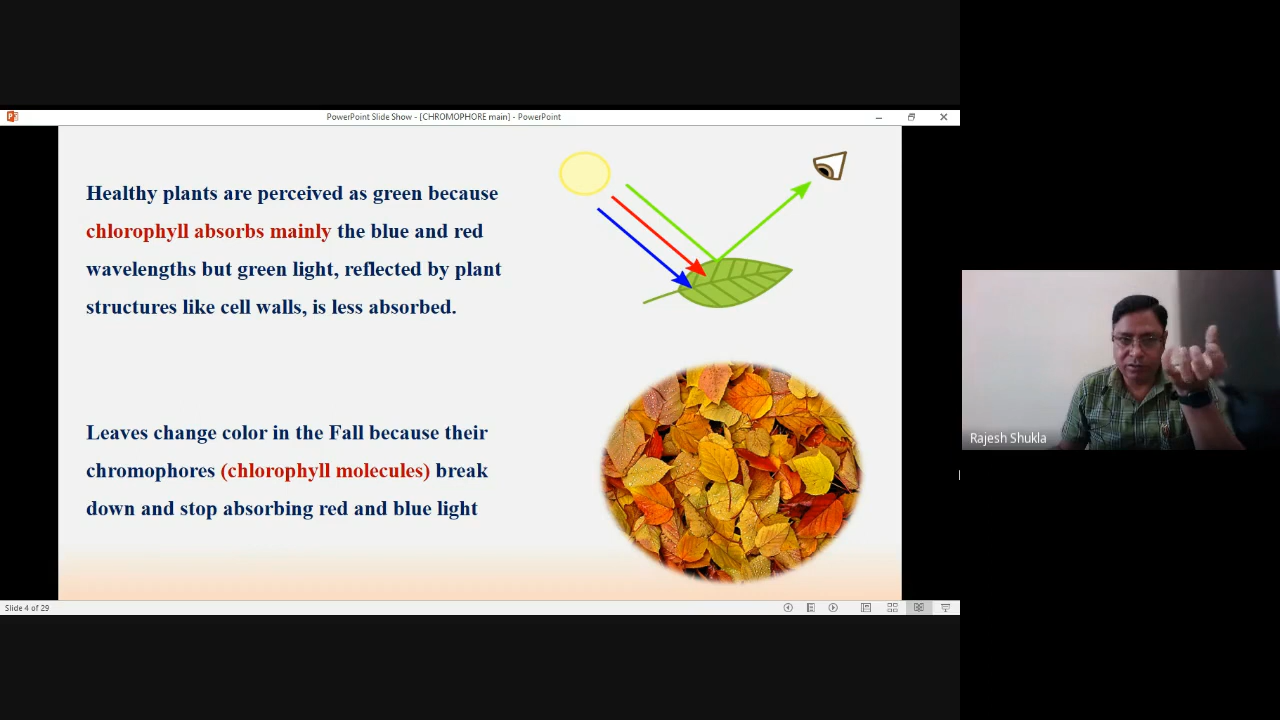 PowerPoint Slide Show - [CHROMOPHORE main] - PowerPoint
Healthy plants are perceived as green because
chlorophyll absorbs mainly the blue and red
wavelengths but green light, reflected by plant
structures like cell walls, is less absorbed.
Leaves change color in the Fall because their
chromophores (chlorophyll molecules) break
down and stop absorbing red and blue light
Rajesh Shukla
Slide 4 of 29